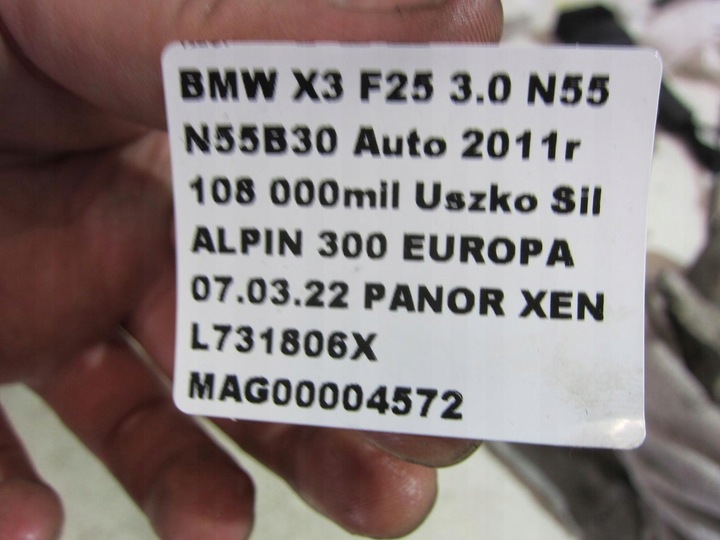 BMW X3 F25 3.0 N55
N55B30 Auto 2011r
108 000mil Uszko Sil
ALPIN 300 EUROPA
07.03.22 PANOR XEN
L731806X
MAG00004572